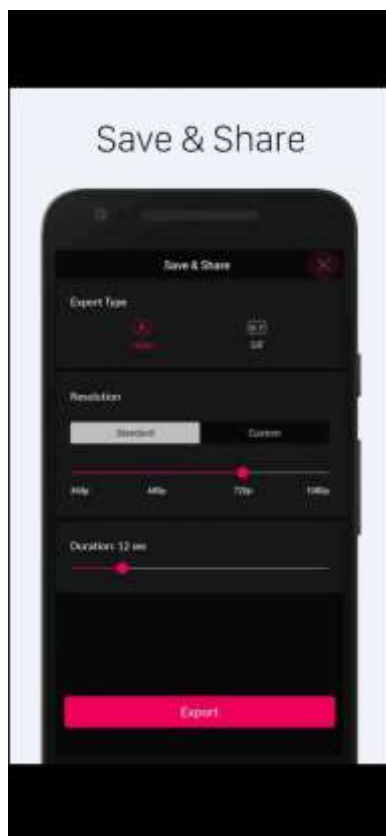 Save & Share
Save & Share
Export Type
Video GIF
Resolution
Standard Custom
360p 480p 720p 1080p
Duration: 12 sec
Export